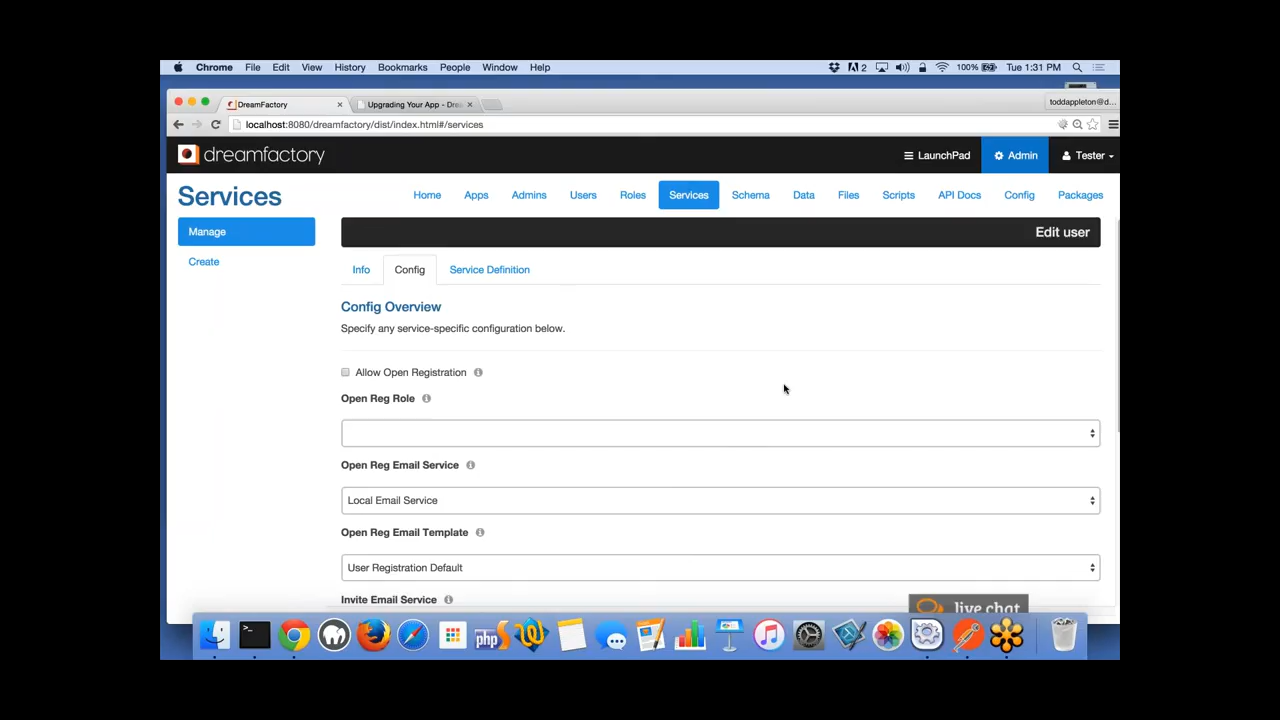 Chrome File Edit View History Bookmarks People Window Help 2 100% Tue 1:31 PM
DreamFactory Upgrading Your App - Drea toddappleton@d...
localhost:8080/dreamfactory/dist/index.html#/services
dreamfactory LaunchPad Admin Tester
Services Home Apps Admins Users Roles Services Schema Data Files Scripts API Docs Config Packages
Manage Edit user
Create
Info Config Service Definition
Config Overview
Specify any service-specific configuration below.
Allow Open Registration
Open Reg Role
Open Reg Email Service
Local Email Service
Open Reg Email Template
User Registration Default
Invite Email Service
live chat
php